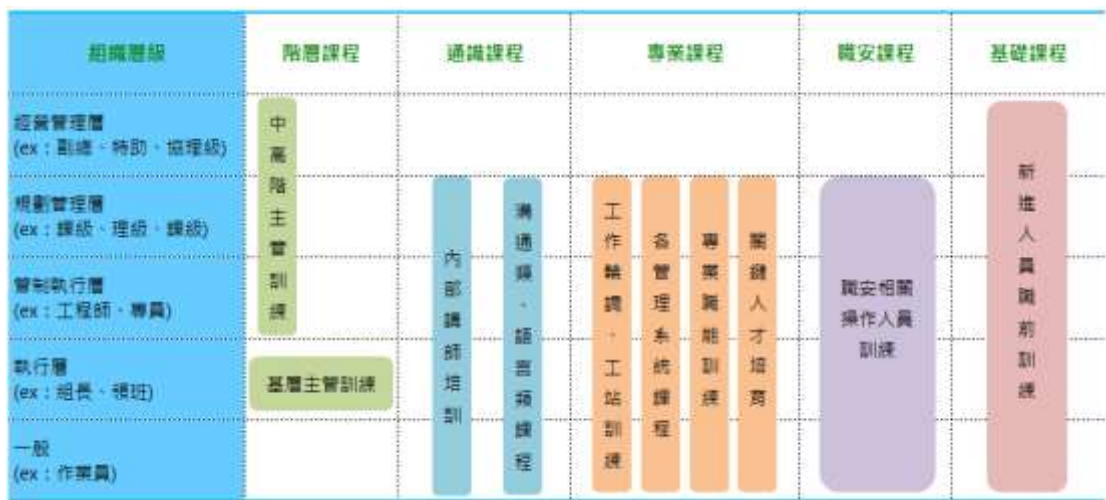 組織層級
階層課程
通識課程
專業課程
職安課程
基礎課程
經營管理層
(ex：副總、特助、協理級)
規劃管理層
(ex：課級、理級、課級)
管制執行層
(ex：工程師、專員)
執行層
(ex：組長、領班)
一般
(ex：作業員)
中高階主管訓練
基層主管訓練
內部講師培訓
溝通類、語言類課程
工作輪調、工站訓練
各管理系統課程
專業職能訓練
關鍵人才培育
職安相關
操作人員
訓練
新進人員職前訓練